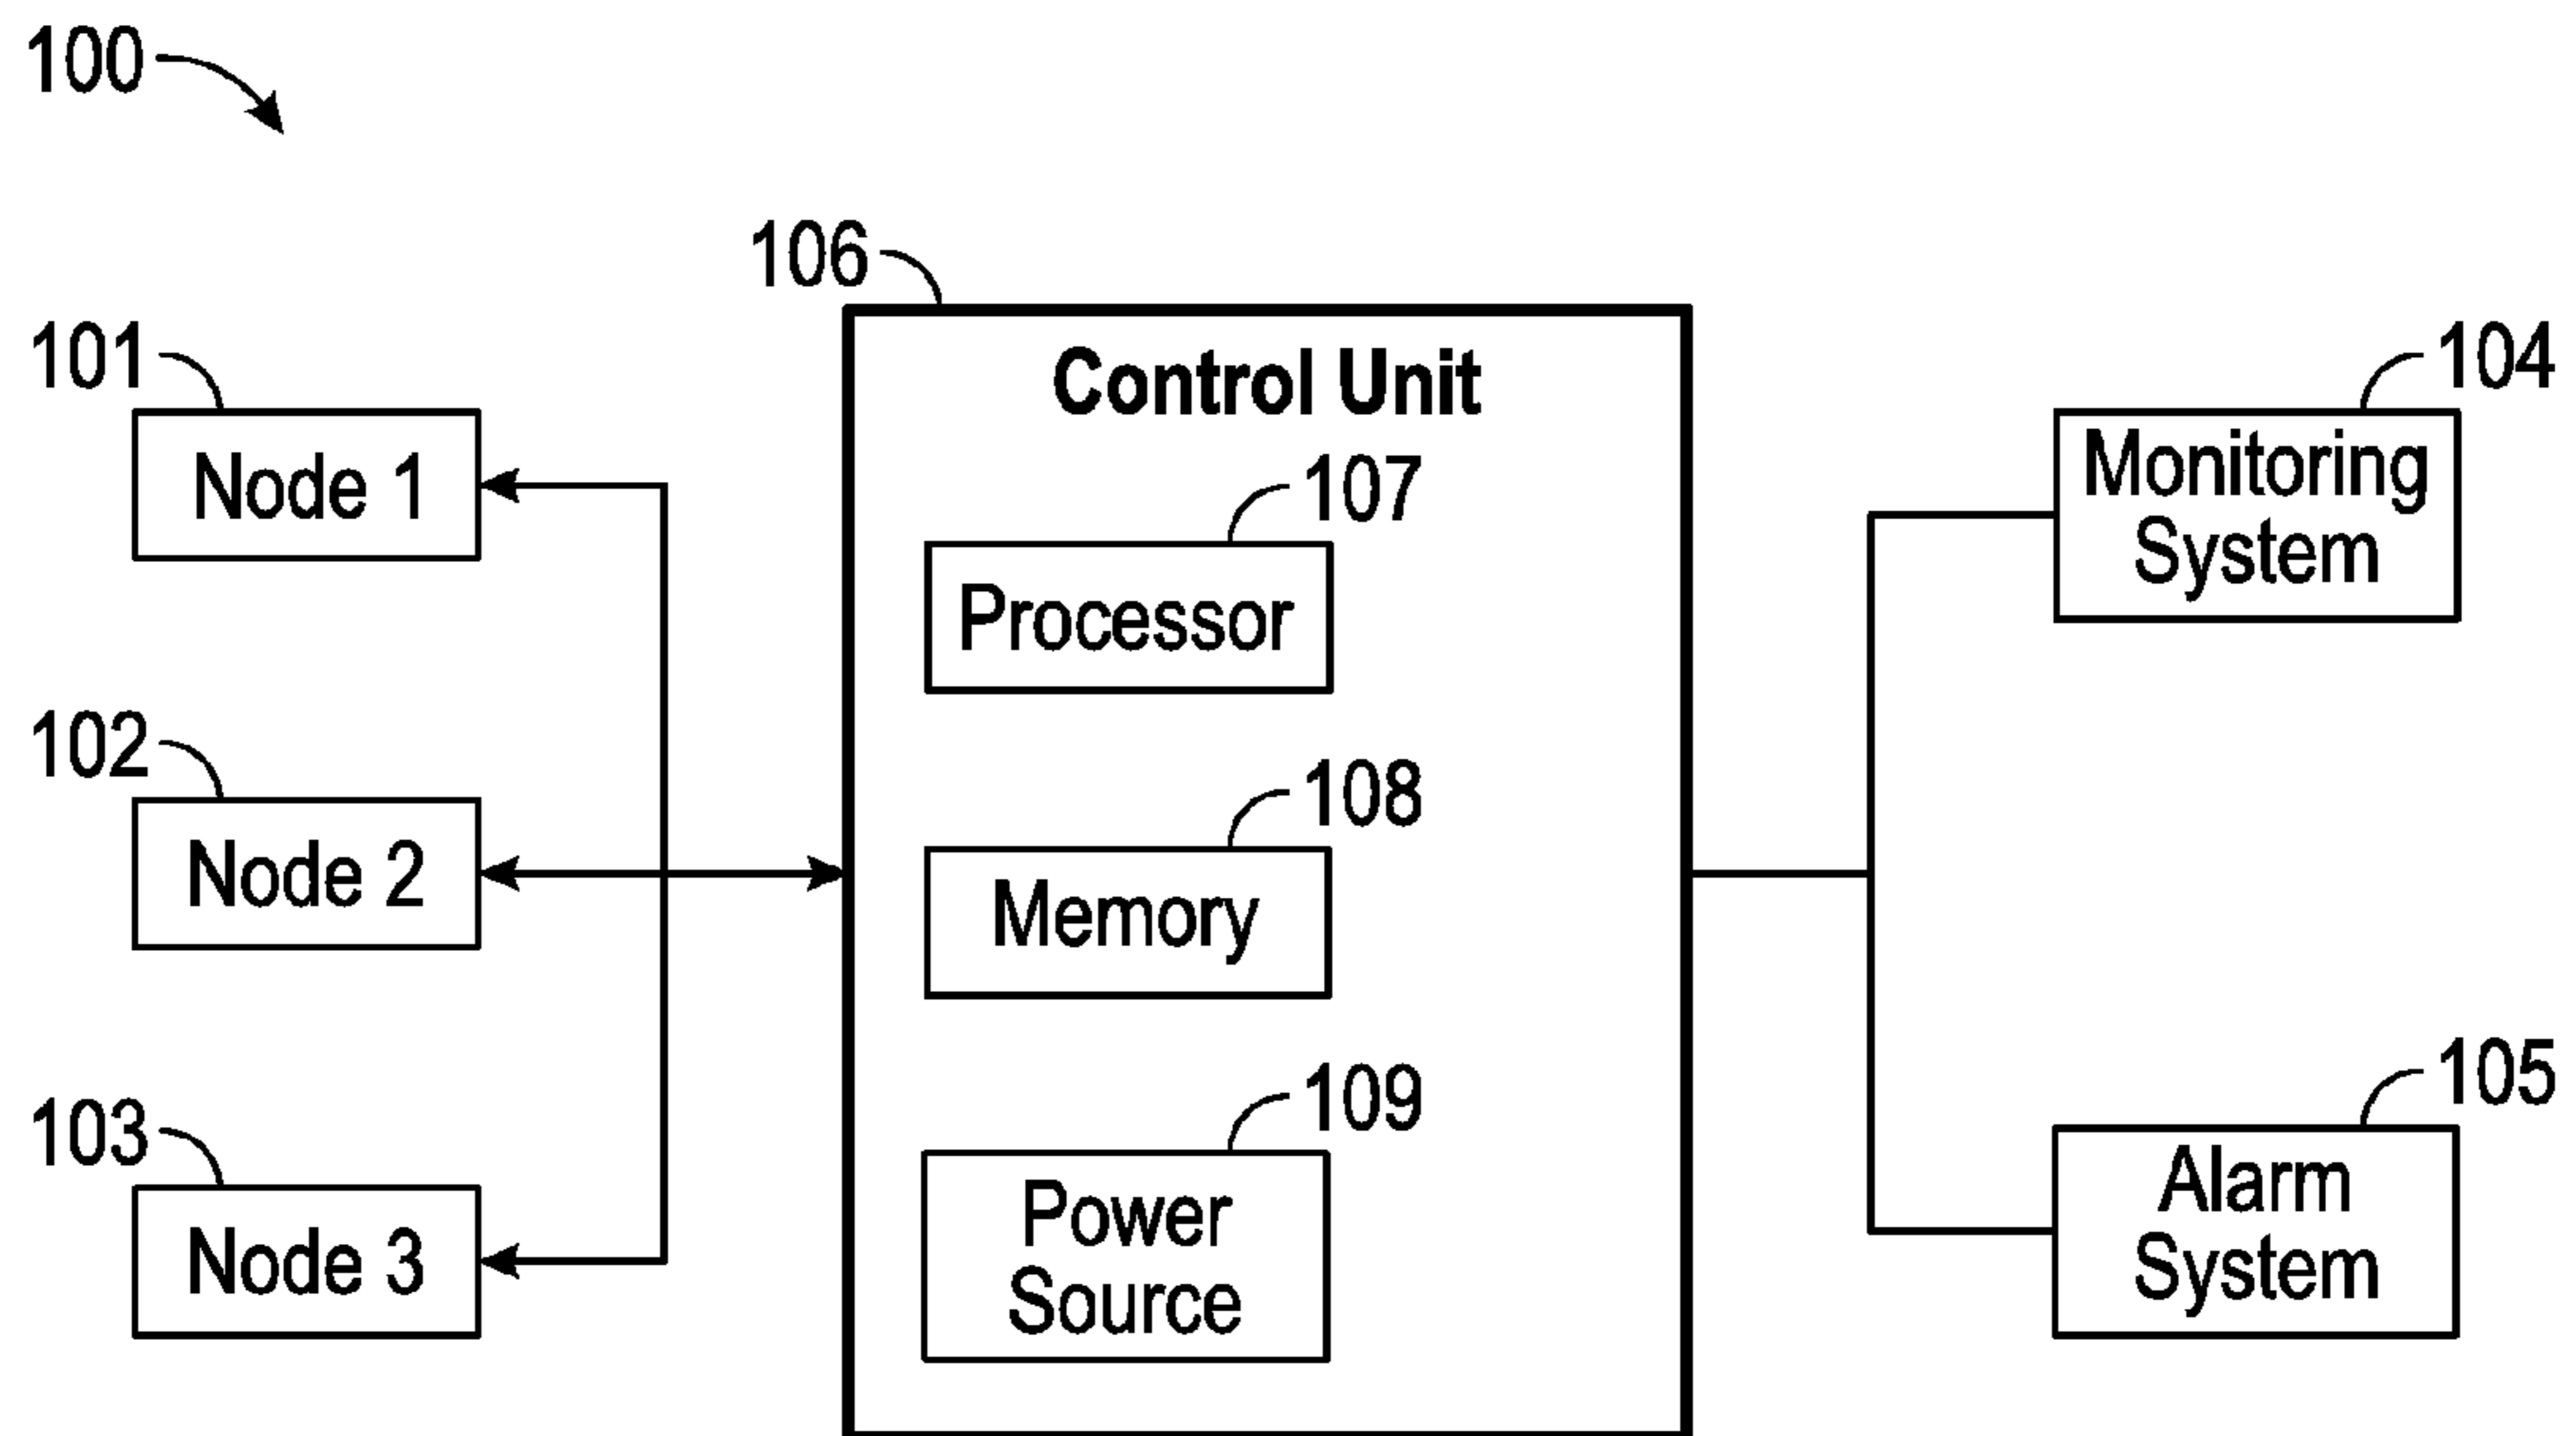 100
106
Control Unit
101
Node 1
107
Processor
104
Monitoring
System
102
Node 2
108
Memory
103
Node 3
109
Power
Source
105
Alarm
System